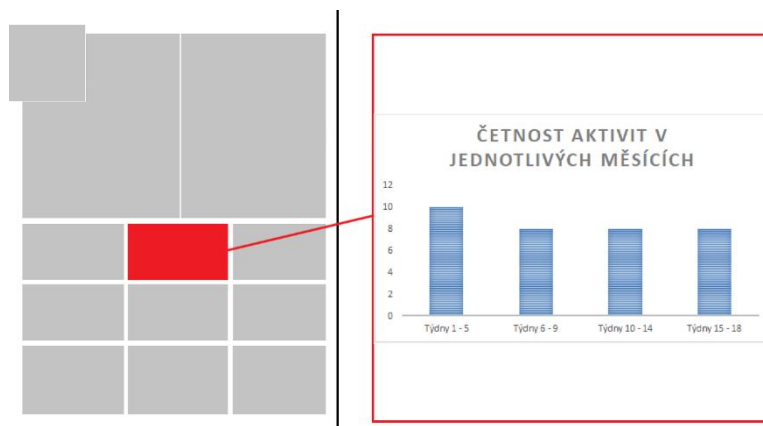 ČETNOST AKTIVIT V
JEDNOTLIVÝCH MĚSÍCÍCH
12
10
8
6
4
2
0
Týdny 1 - 5 Týdny 6 - 9 Týdny 10 - 14 Týdny 15 - 18